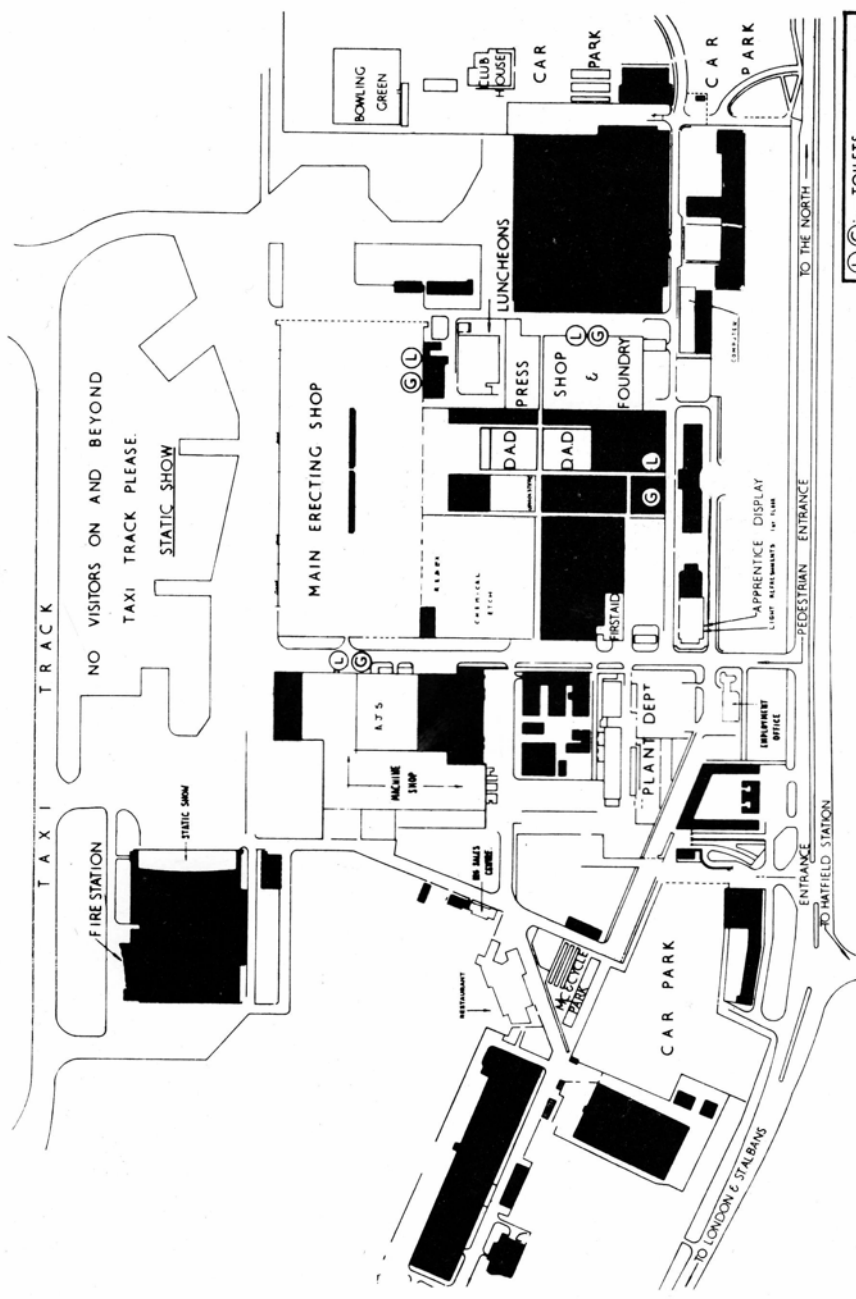 TAXI TRACK
NO VISITORS ON AND BEYOND
TAXI TRACK PLEASE.
STATIC SHOW
FIRE STATION
STATIC SHOW
BOWLING
GREEN
CLUB
HOUSE
CAR
PARK
CAR
PARK
MAIN ERECTING SHOP
G L
LUNCHEONS
PRESS
SHOP
&
FOUNDRY
L
G
D.A.D
D.A.D
L
G
CHEMICAL
ETCH
FIRST AID
L
G
MACHINE
SHOP
RESTAURANT
M/C & CYCLE
PARK
PLANT DEPT
COMPUTER
APPRENTICE DISPLAY
LIGHT REFRESHMENTS 1ST FLOOR
EMPLOYMENT
OFFICE
CAR PARK
ENTRANCE
PEDESTRIAN ENTRANCE
TO THE NORTH
TO HATFIELD STATION
TO LONDON & ST.ALBANS
L G TOILETS